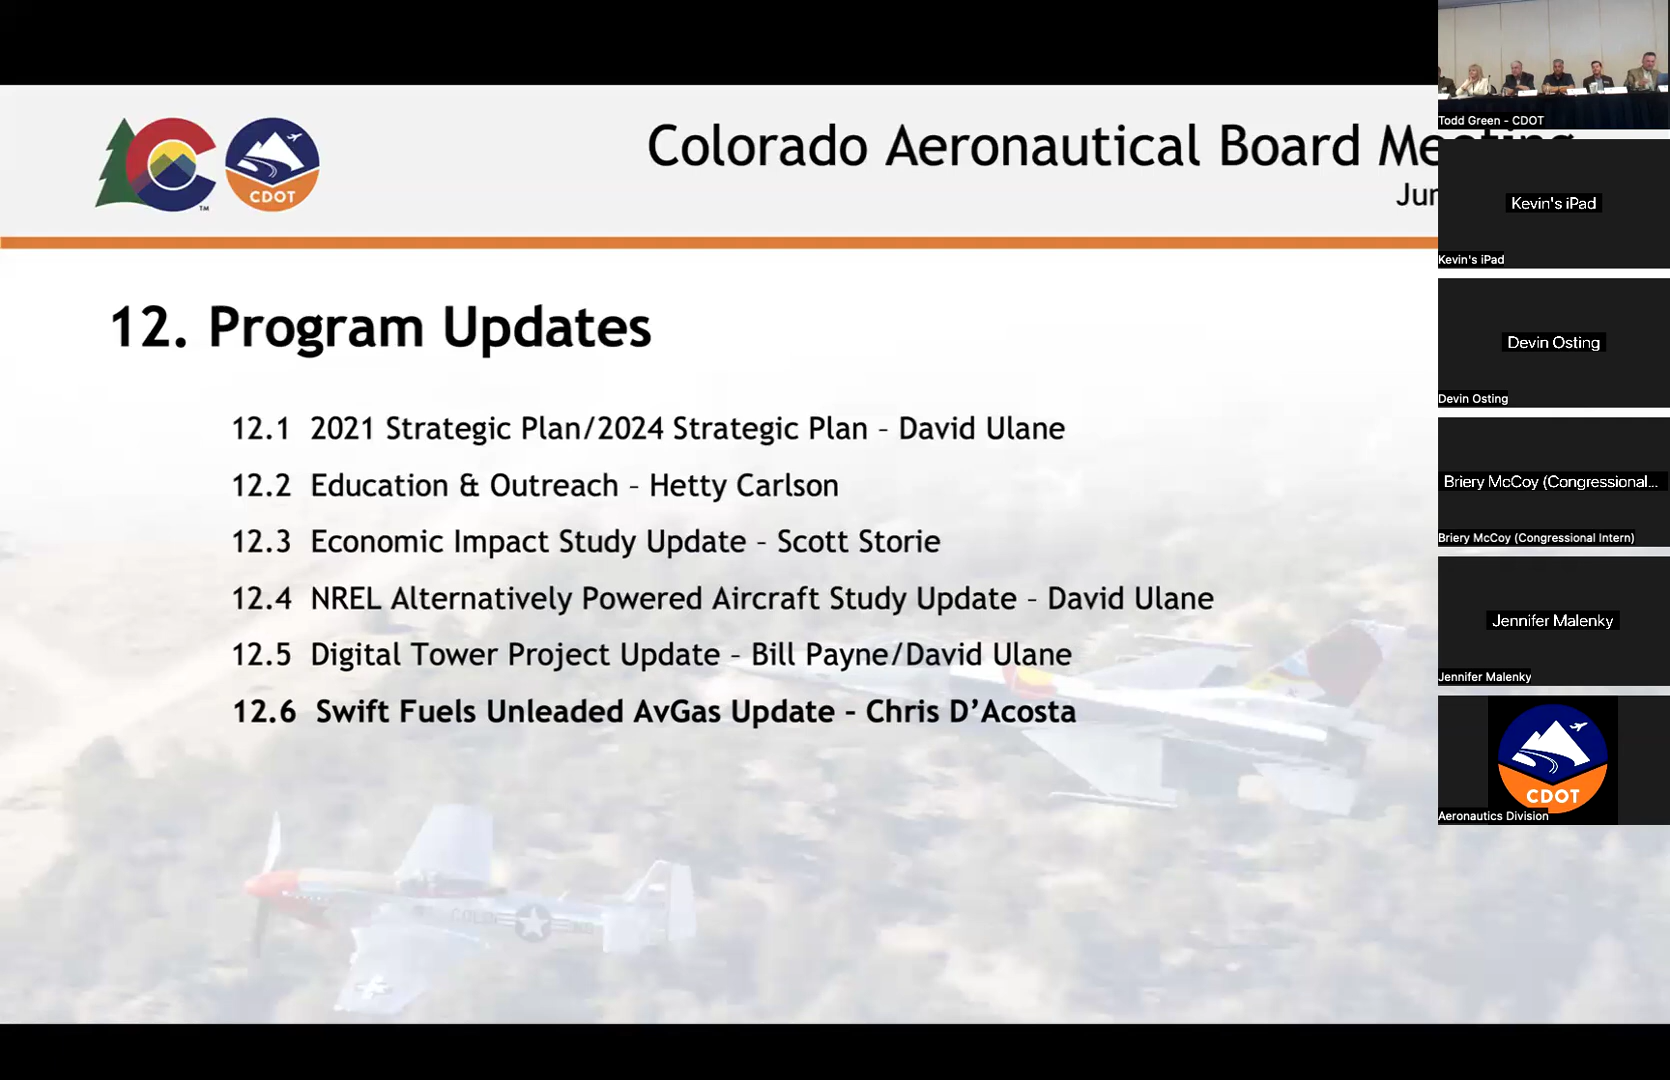 Colorado Aeronautical Board Meeting
CDOT
TM
12. Program Updates
12.1 2021 Strategic Plan/2024 Strategic Plan – David Ulane
12.2 Education & Outreach – Hetty Carlson
12.3 Economic Impact Study Update – Scott Storie
12.4 NREL Alternatively Powered Aircraft Study Update – David Ulane
12.5 Digital Tower Project Update – Bill Payne/David Ulane
12.6 Swift Fuels Unleaded AvGas Update – Chris D’Acosta
Todd Green - CDOT
Kevin's iPad
Kevin's iPad
Devin Osting
Devin Osting
Briery McCoy (Congressional...
Briery McCoy (Congressional Intern)
Jennifer Malenky
Jennifer Malenky
CDOT
Aeronautics Division